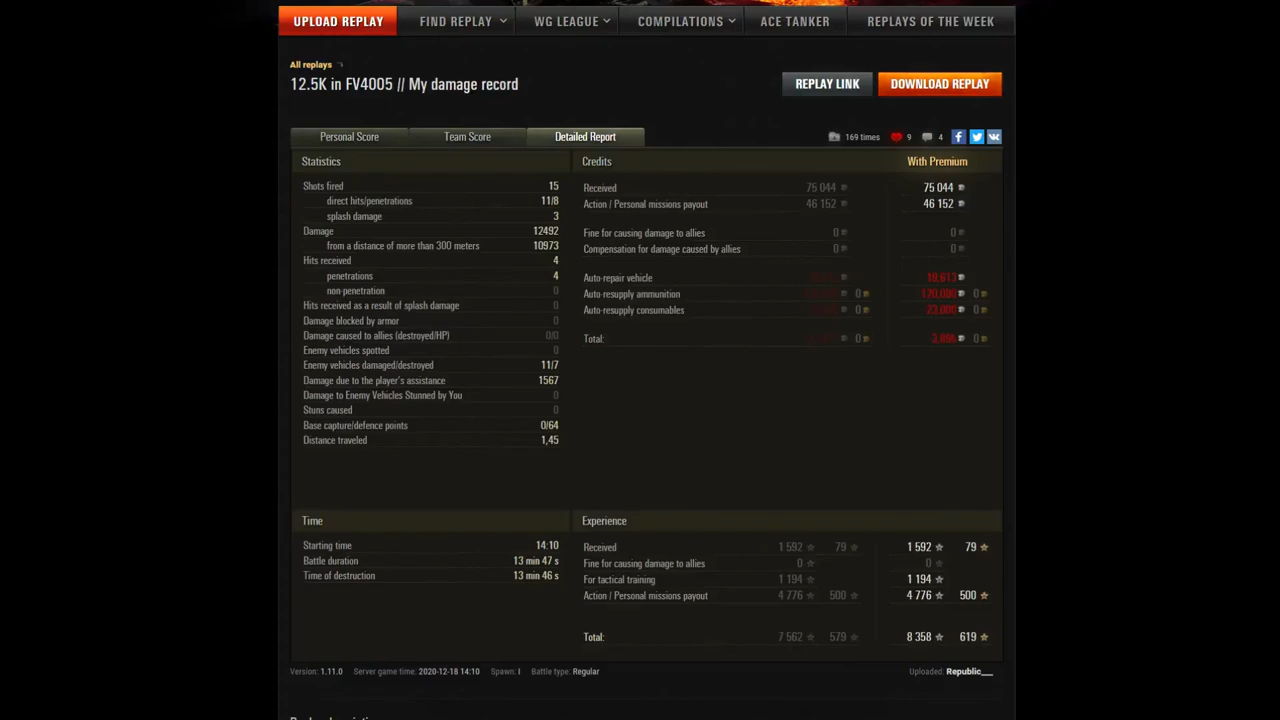 UPLOAD REPLAY FIND REPLAY WG LEAGUE COMPILATIONS ACE TANKER REPLAYS OF THE WEEK
All replays
12.5K in FV4005 // My damage record REPLAY LINK DOWNLOAD REPLAY
Personal Score Team Score Detailed Report 169 times 9 4
Statistics
Shots fired 15
direct hits/penetrations 11/8
splash damage 3
Damage 12492
from a distance of more than 300 meters 10973
Hits received 4
penetrations 4
non-penetration 0
Hits received as a result of splash damage 0
Damage blocked by armor 0
Damage caused to allies (destroyed/HP) 0/0
Enemy vehicles spotted 0
Enemy vehicles damaged/destroyed 11/7
Damage due to the player's assistance 1567
Damage to Enemy Vehicles Stunned by You 0
Stuns caused 0
Base capture/defence points 0/64
Distance traveled 1,45
Credits With Premium
Received 75 044 75 044
Action / Personal missions payout 46 152 46 152
Fine for causing damage to allies 0 0
Compensation for damage caused by allies 0 0
Auto-repair vehicle
Auto-resupply ammunition 0 0
Auto-resupply consumables 0 23,000 0
Total: 0 0
Time
Starting time 14:10
Battle duration 13 min 47 s
Time of destruction 13 min 46 s
Experience
Received 1 592 79 1 592 79
Fine for causing damage to allies 0 0
For tactical training 1 194 1 194
Action / Personal missions payout 4 776 500 4 776 500
Total: 7 562 579 8 358 619
Version: 1.11.0 Server game time: 2020-12-18 14:10 Spawn: I Battle type: Regular Uploaded: Republic__